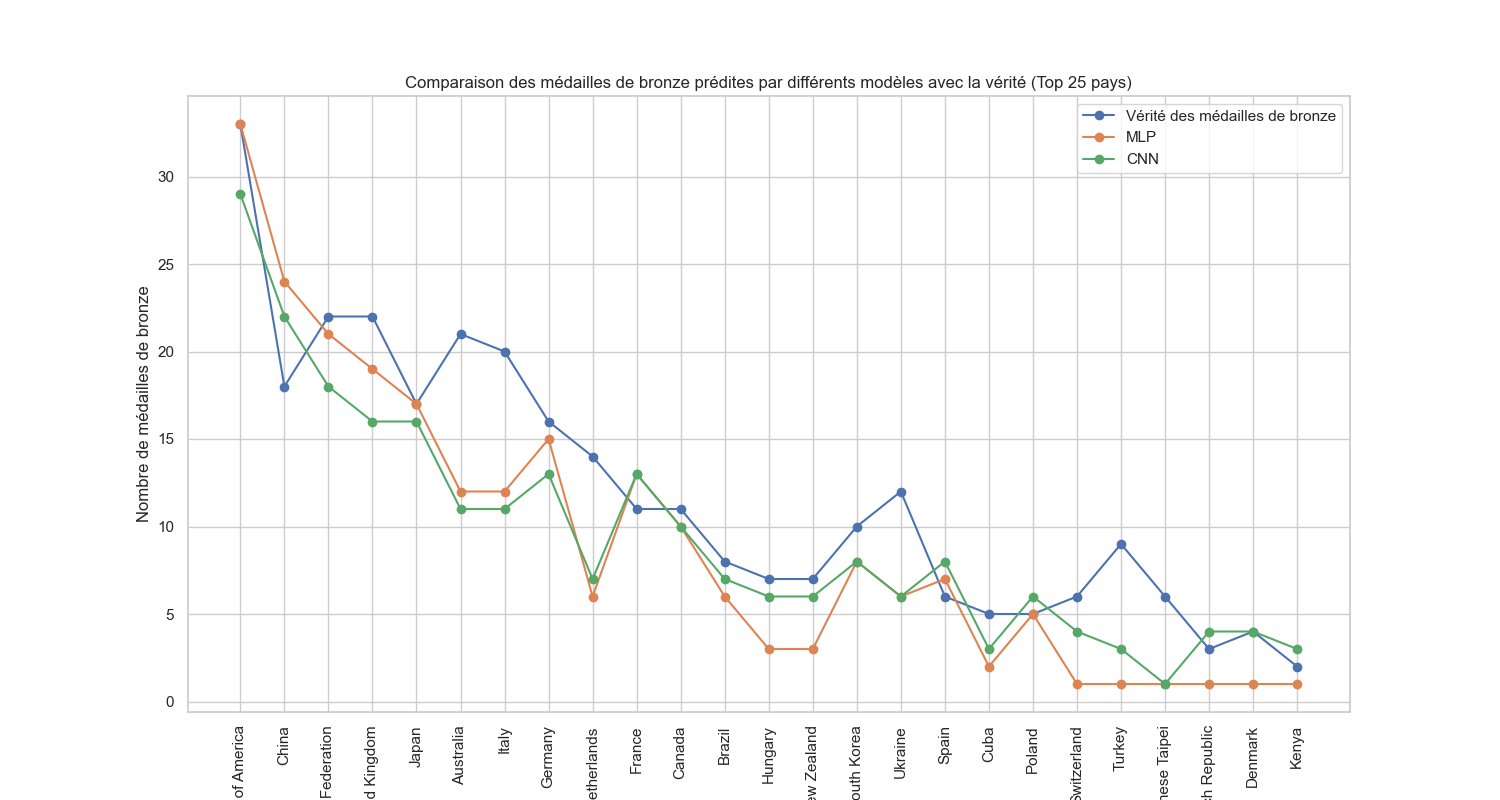 Comparaison des médailles de bronze prédites par différents modèles avec la vérité (Top 25 pays)
Vérité des médailles de bronze
MLP
CNN
Nombre de médailles de bronze
30
25
20
15
10
5
0
of America
China
Federation
d Kingdom
Japan
Australia
Italy
Germany
etherlands
France
Canada
Brazil
Hungary
ew Zealand
outh Korea
Ukraine
Spain
Cuba
Poland
Switzerland
Turkey
nese Taipei
ch Republic
Denmark
Kenya